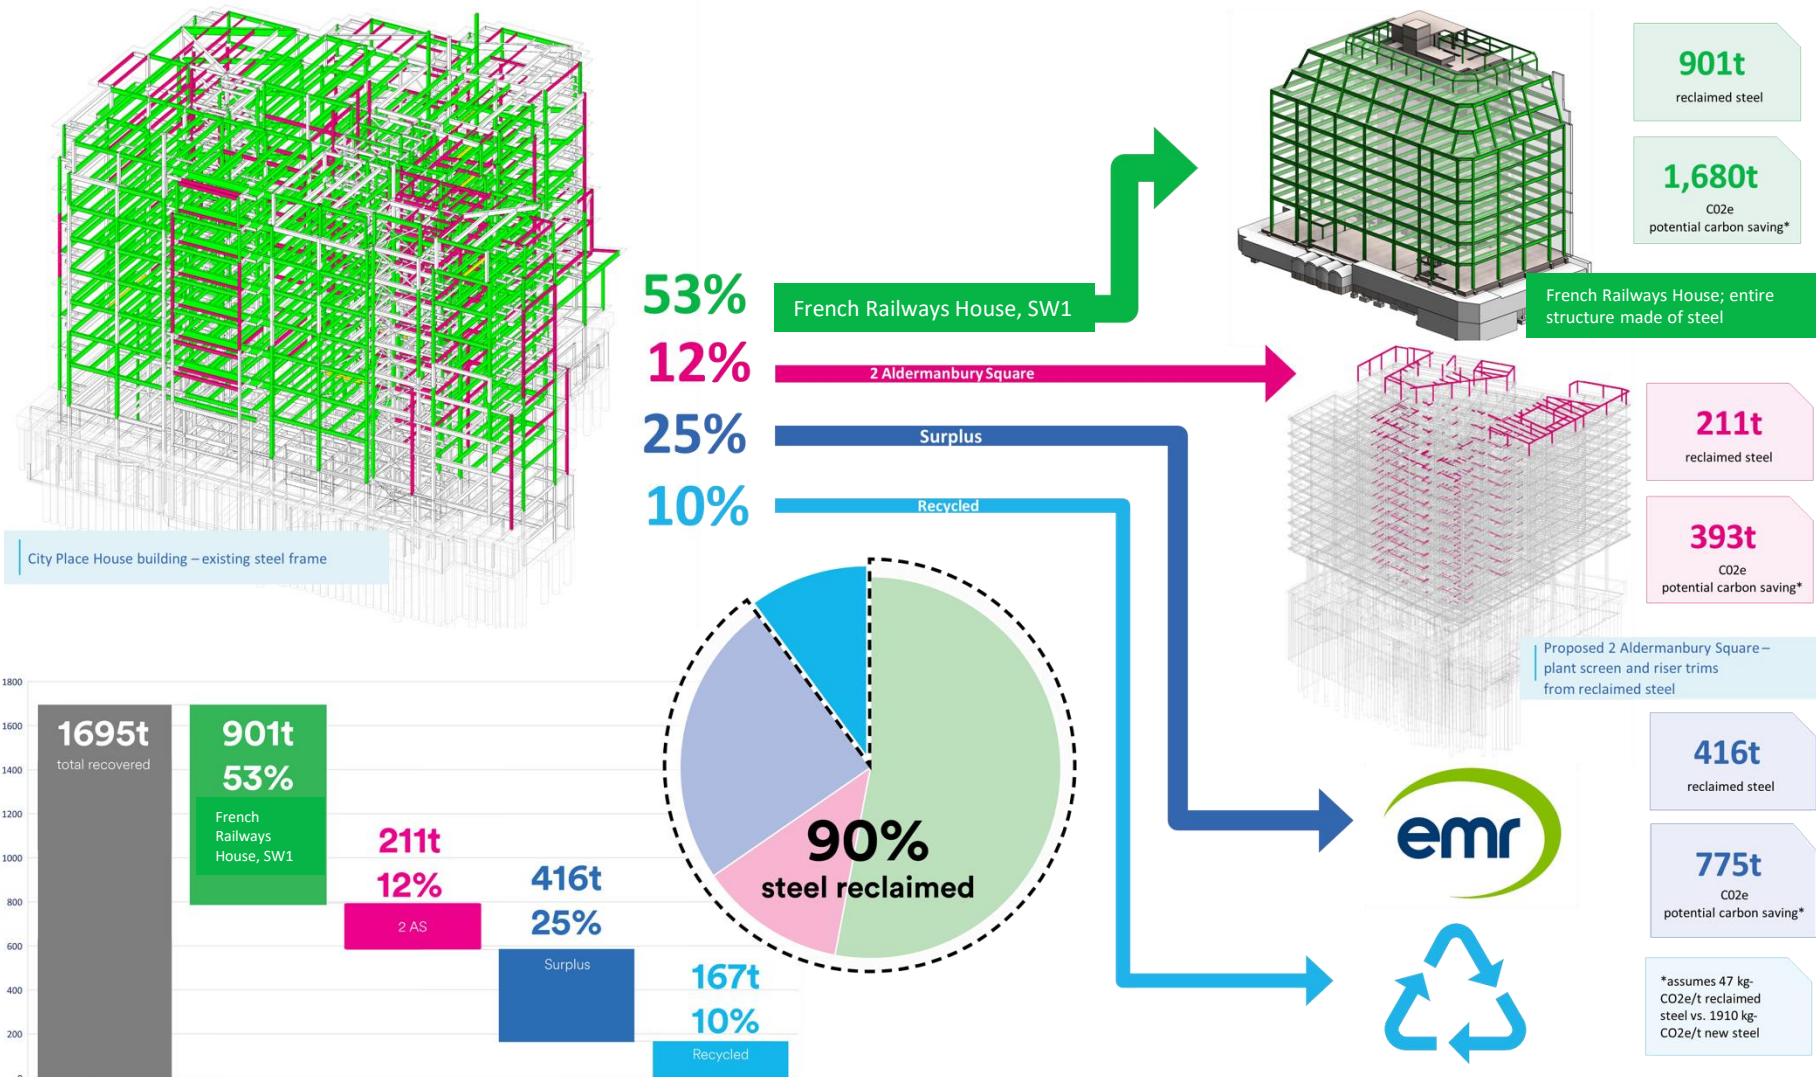 901t
reclaimed steel
1,680t
C02e
potential carbon saving*
French Railways House; entire
structure made of steel
53%
French Railways House, SW1
12%
2 Aldermanbury Square
25%
Surplus
10%
Recycled
City Place House building – existing steel frame
211t
reclaimed steel
393t
C02e
potential carbon saving*
Proposed 2 Aldermanbury Square –
plant screen and riser trims
from reclaimed steel
1800
1600
1400
1200
1000
800
600
400
200
0
1695t
total recovered
901t
53%
French
Railways
House, SW1
211t
12%
2 AS
416t
25%
Surplus
167t
10%
Recycled
90%
steel reclaimed
emr
416t
reclaimed steel
775t
C02e
potential carbon saving*
*assumes 47 kg-
CO2e/t reclaimed
steel vs. 1910 kg-
CO2e/t new steel